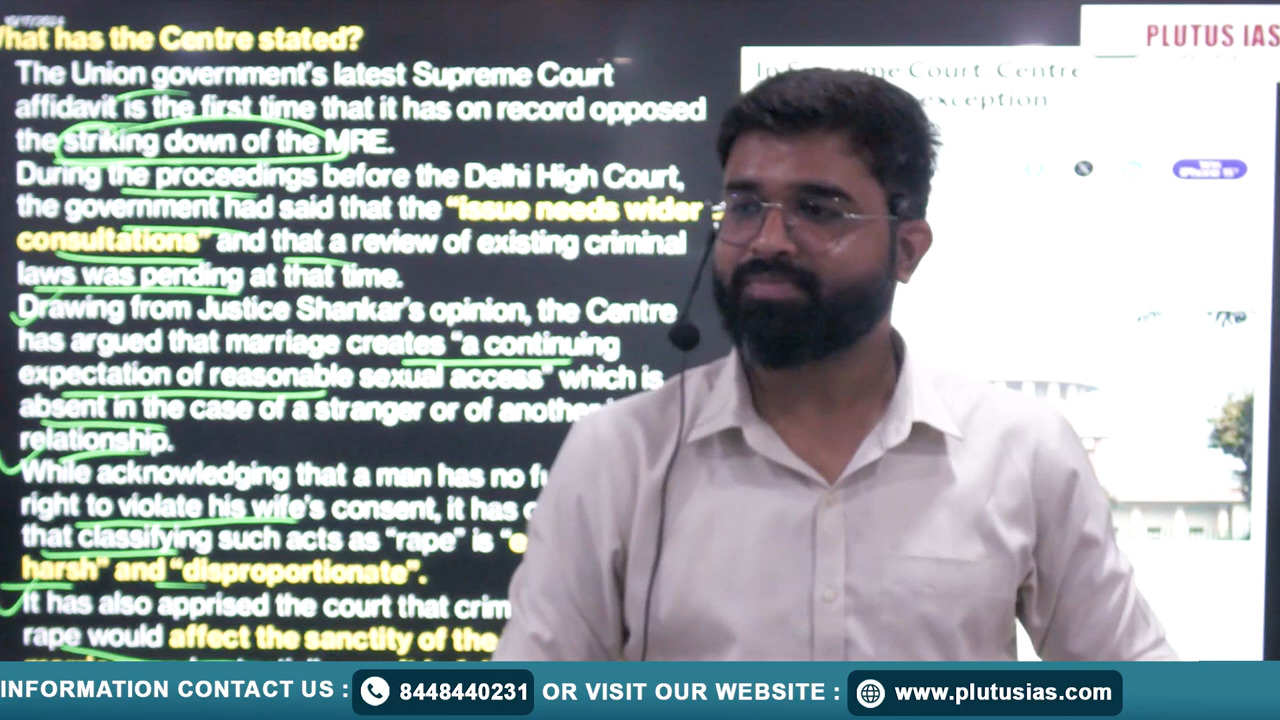 What has the Centre stated?
The Union government's latest Supreme Court
affidavit is the first time that it has on record opposed
the striking down of the MRE.
During the proceedings before the Delhi High Court,
the government had said that the "issue needs wider
consultations" and that a review of existing criminal
laws was pending at that time.
Drawing from Justice Shankar's opinion, the Centre
has argued that marriage creates "a continuing
expectation of reasonable sexual access" which is
absent in the case of a stranger or of another
relationship.
While acknowledging that a man has no
right to violate his wife's consent, it has
that classifying such acts as "rape" is
harsh" and "disproportionate".
It has also apprised the court that
rape would affect the sanctity of the
PLUTUS IAS
In Supreme Court, Centre
exception
INFORMATION CONTACT US : 8448440231 OR VISIT OUR WEBSITE : www.plutusias.com